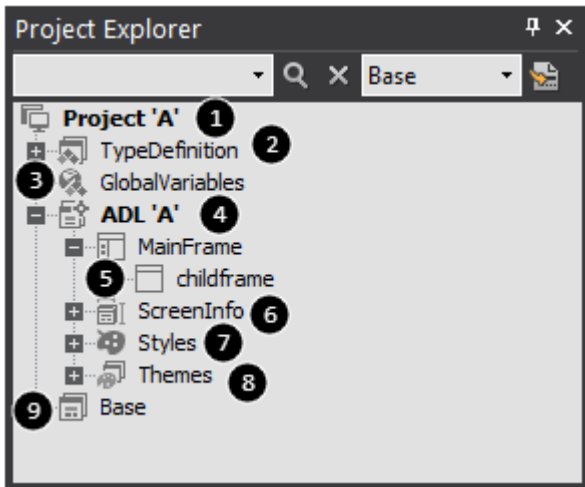 Project Explorer
Base
Project 'A' 1
TypeDefinition 2
3 GlobalVariables
ADL 'A' 4
MainFrame
5 childframe
ScreenInfo 6
Styles 7
Themes 8
9 Base